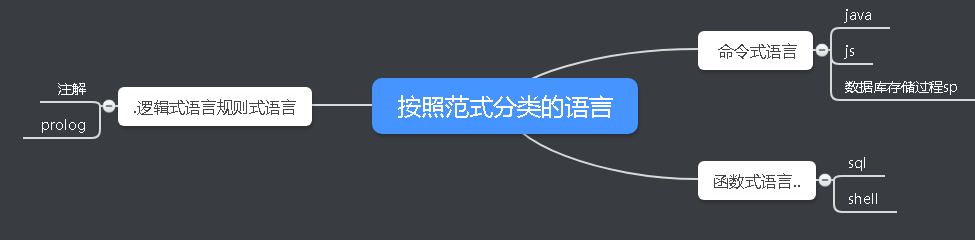 按照范式分类的语言
命令式语言
java
js
数据库存储过程sp
函数式语言..
sql
shell
.逻辑式语言规则式语言
注解
prolog